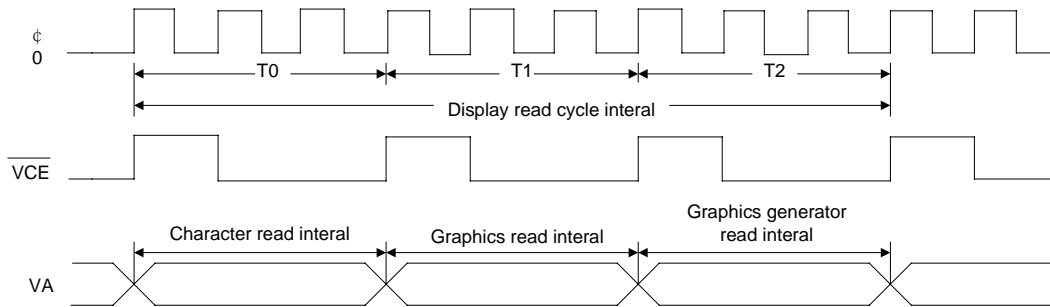 ¢
0
T0
T1
T2
Display read cycle interal
VCE
Character read interal
Graphics read interal
Graphics generator
read interal
VA